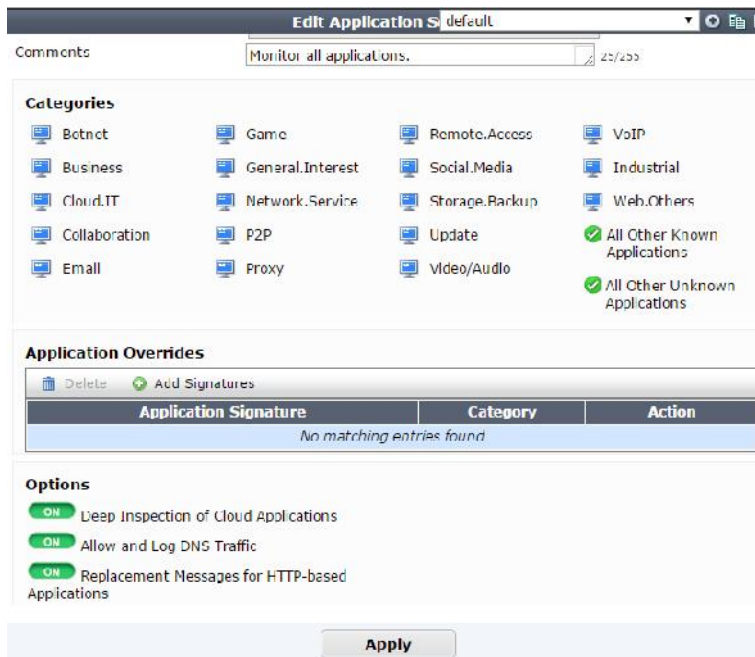 Edit Application S default
Comments
Monitor all applications.
25/255
Categories
Botnet Game Remote.Access VoIP
Business General.Interest Social.Media Industrial
Cloud.IT Network.Service Storage.Backup Web.Others
Collaboration P2P Update All Other Known Applications
Email Proxy Video/Audio All Other Unknown Applications
Application Overrides
Delete Add Signatures
Application Signature Category Action
No matching entries found
Options
ON Deep Inspection of Cloud Applications
ON Allow and Log DNS Traffic
ON Replacement Messages for HTTP-based
Applications
Apply